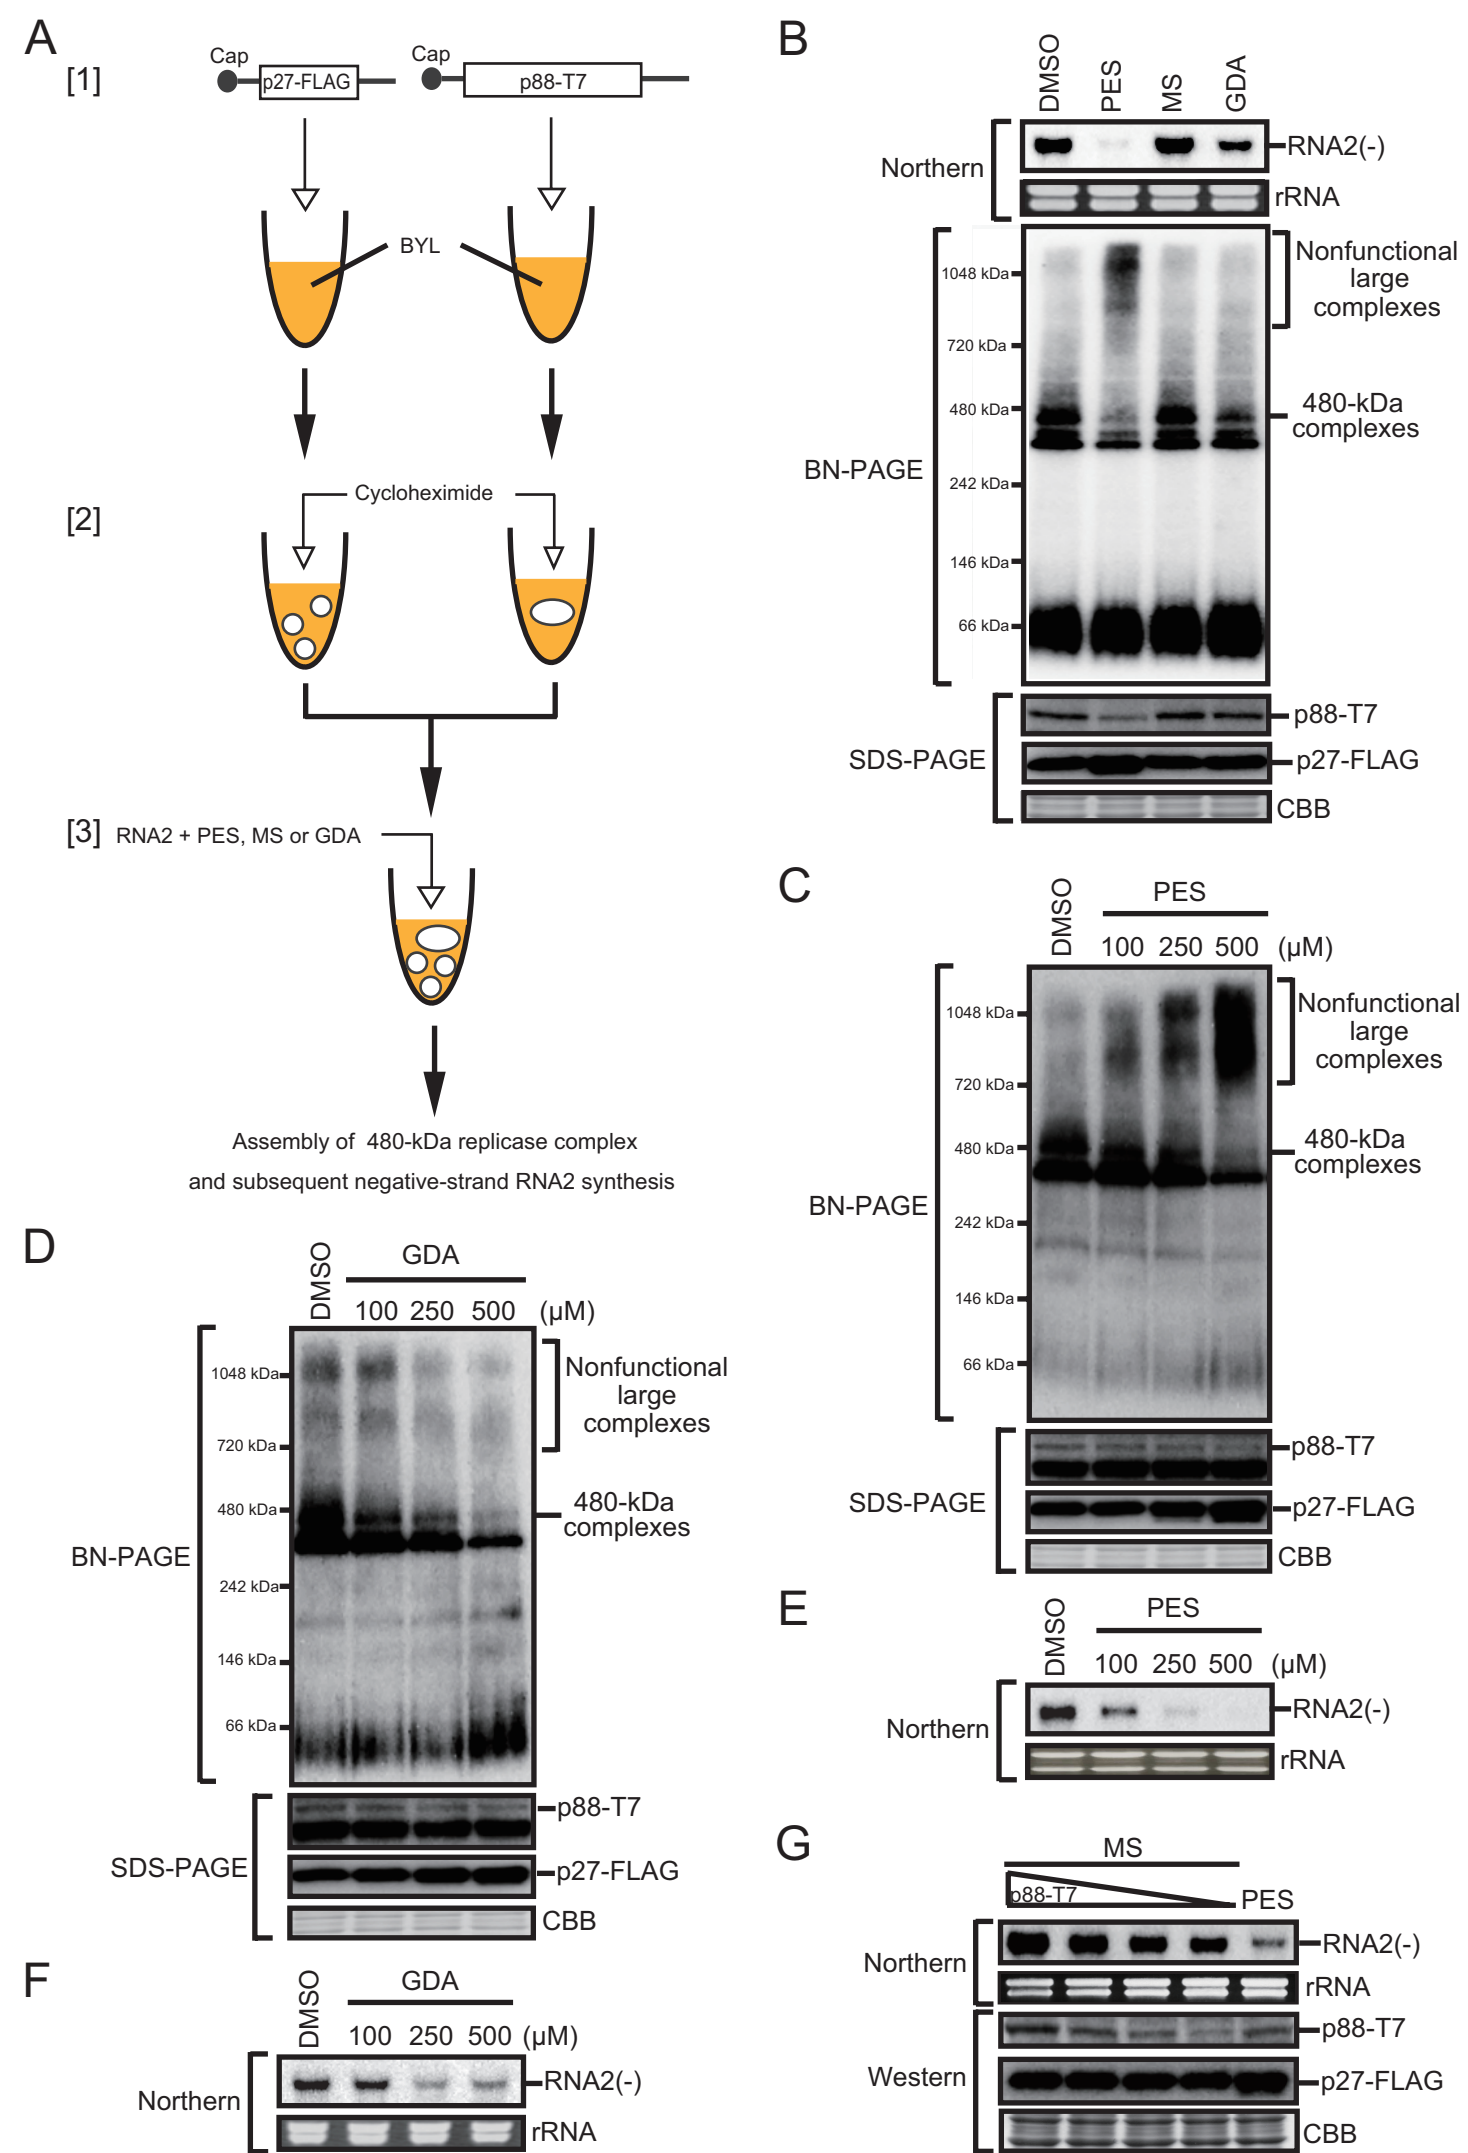 A
[1]
Cap
p27-FLAG
Cap
p88-T7
BYL
[2]
Cycloheximide
[3]
RNA2 + PES, MS or GDA
Assembly of 480-kDa replicase complex
and subsequent negative-strand RNA2 synthesis
B
DMSO
PES
MS
GDA
Northern
RNA2(-)
rRNA
BN-PAGE
1048 kDa
720 kDa
480 kDa
242 kDa
146 kDa
66 kDa
Nonfunctional
large
complexes
480-kDa
complexes
SDS-PAGE
p88-T7
p27-FLAG
CBB
C
DMSO
PES
100 250 500 (µM)
BN-PAGE
1048 kDa
720 kDa
480 kDa
242 kDa
146 kDa
66 kDa
Nonfunctional
large
complexes
480-kDa
complexes
SDS-PAGE
p88-T7
p27-FLAG
CBB
D
DMSO
GDA
100 250 500 (µM)
BN-PAGE
1048 kDa
720 kDa
480 kDa
242 kDa
146 kDa
66 kDa
Nonfunctional
large
complexes
480-kDa
complexes
SDS-PAGE
p88-T7
p27-FLAG
CBB
E
DMSO
PES
100 250 500 (µM)
Northern
RNA2(-)
rRNA
F
DMSO
GDA
100 250 500 (µM)
Northern
RNA2(-)
rRNA
G
MS
p88-T7
PES
Northern
RNA2(-)
rRNA
Western
p88-T7
p27-FLAG
CBB